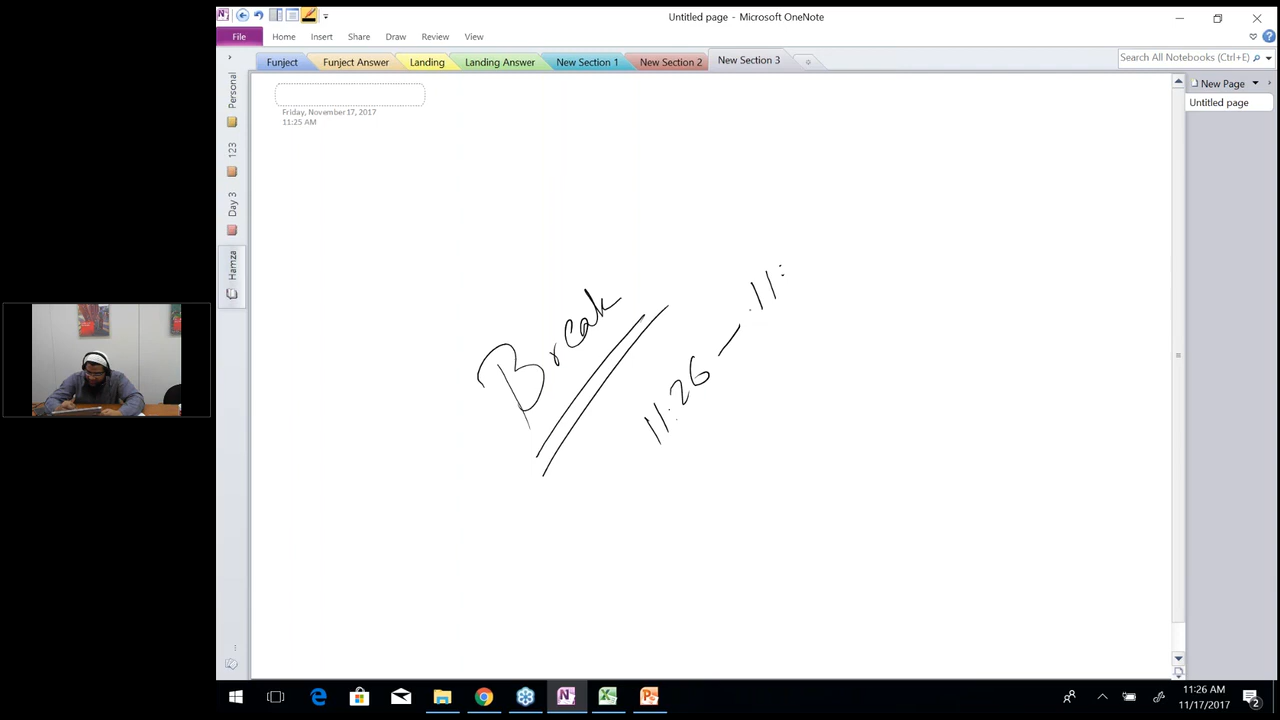 Untitled page - Microsoft OneNote
File Home Insert Share Draw Review View
Funject Funject Answer Landing Landing Answer New Section 1 New Section 2 New Section 3
Search All Notebooks (Ctrl+E)
New Page
Untitled page
Personal
123
Day 3
Hamza
Friday, November 17, 2017
11:25 AM
Break
11:26 — 11:
11:26 AM
11/17/2017
2